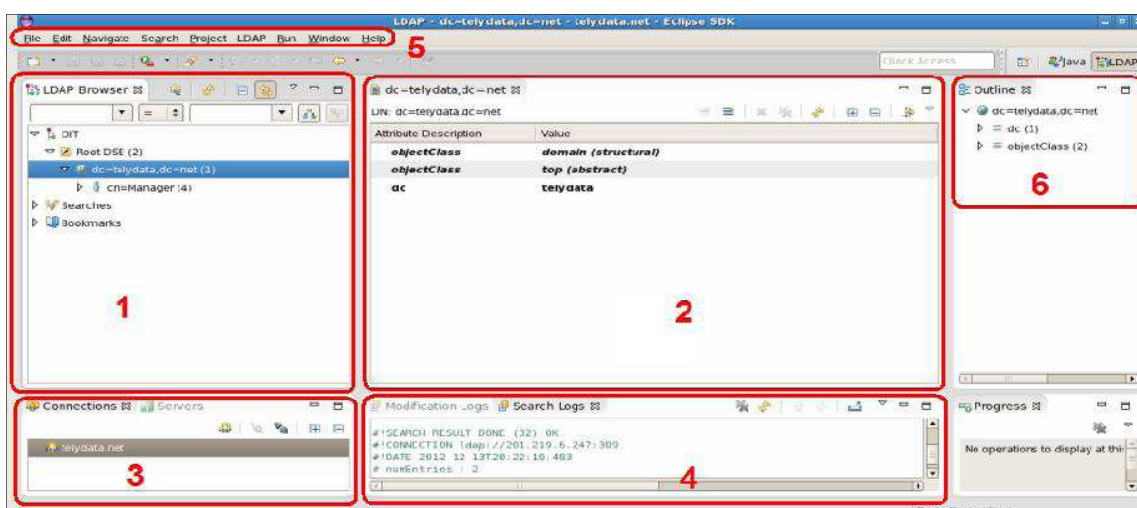 LDAP - dc=telydata,dc=net - telydata.net - Eclipse SDK
File Edit Navigate Search Project LDAP Run Window Help
5
Quick Access
Java
LDAP
LDAP Browser
=
DIT
Root DSE (2)
dc=telydata,dc=net (1)
cn=Manager (4)
Searches
Bookmarks
1
dc=telydata,dc=net
DN: dc=telydata,dc=net
Attribute Description Value
objectClass domain (structural)
objectClass top (abstract)
dc telydata
2
Outline
dc=telydata,dc=net
dc (1)
objectClass (2)
6
Connections Servers
telydata.net
3
Modification Logs Search Logs
#!SEARCH RESULT DONE (32) OK
#!CONNECTION ldap://201.219.6.247:389
#!DATE 2012-12-13T20:22:10.483
# numEntries : 2
4
Progress
No operations to display at this